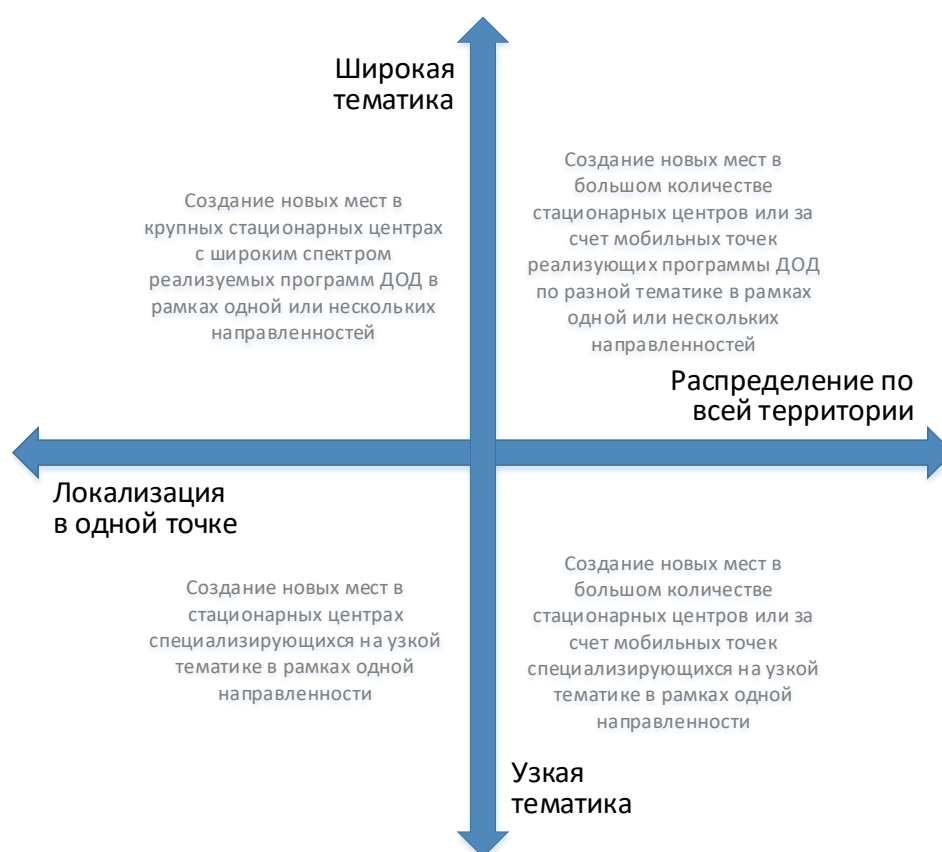 Широкая
тематика
Создание новых мест в
крупных стационарных центрах
с широким спектром
реализуемых программ ДОД в
рамках одной или нескольких
направленностей
Создание новых мест в
большом количестве
стационарных центров или за
счет мобильных точек
реализующих программы ДОД
по разной тематике в рамках
одной или нескольких
направленностей
Распределение по
всей территории
Локализация
в одной точке
Создание новых мест в
стационарных центрах
специализирующихся на узкой
тематике в рамках одной
направленности
Создание новых мест в
большом количестве
стационарных центров или за
счет мобильных точек
специализирующихся на узкой
тематике в рамках одной
направленности
Узкая
тематика